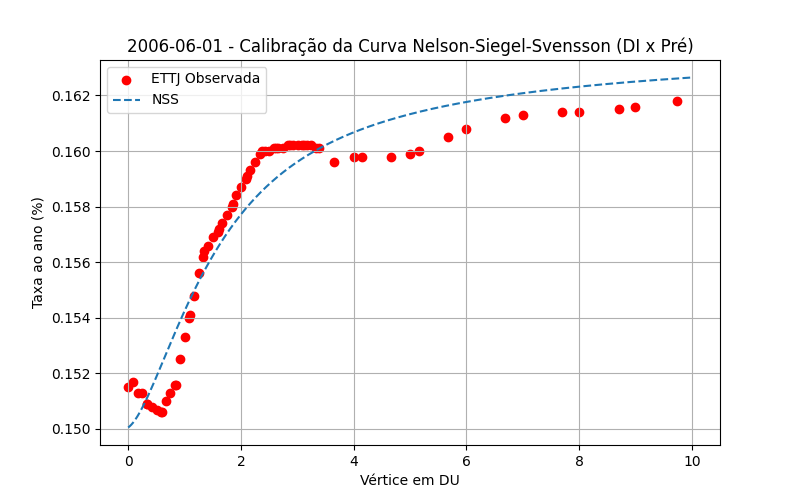 2006-06-01 - Calibração da Curva Nelson-Siegel-Svensson (DI x Pré)
ETTJ Observada
NSS
Taxa ao ano (%)
0.162
0.160
0.158
0.156
0.154
0.152
0.150
0 2 4 6 8 10
Vértice em DU